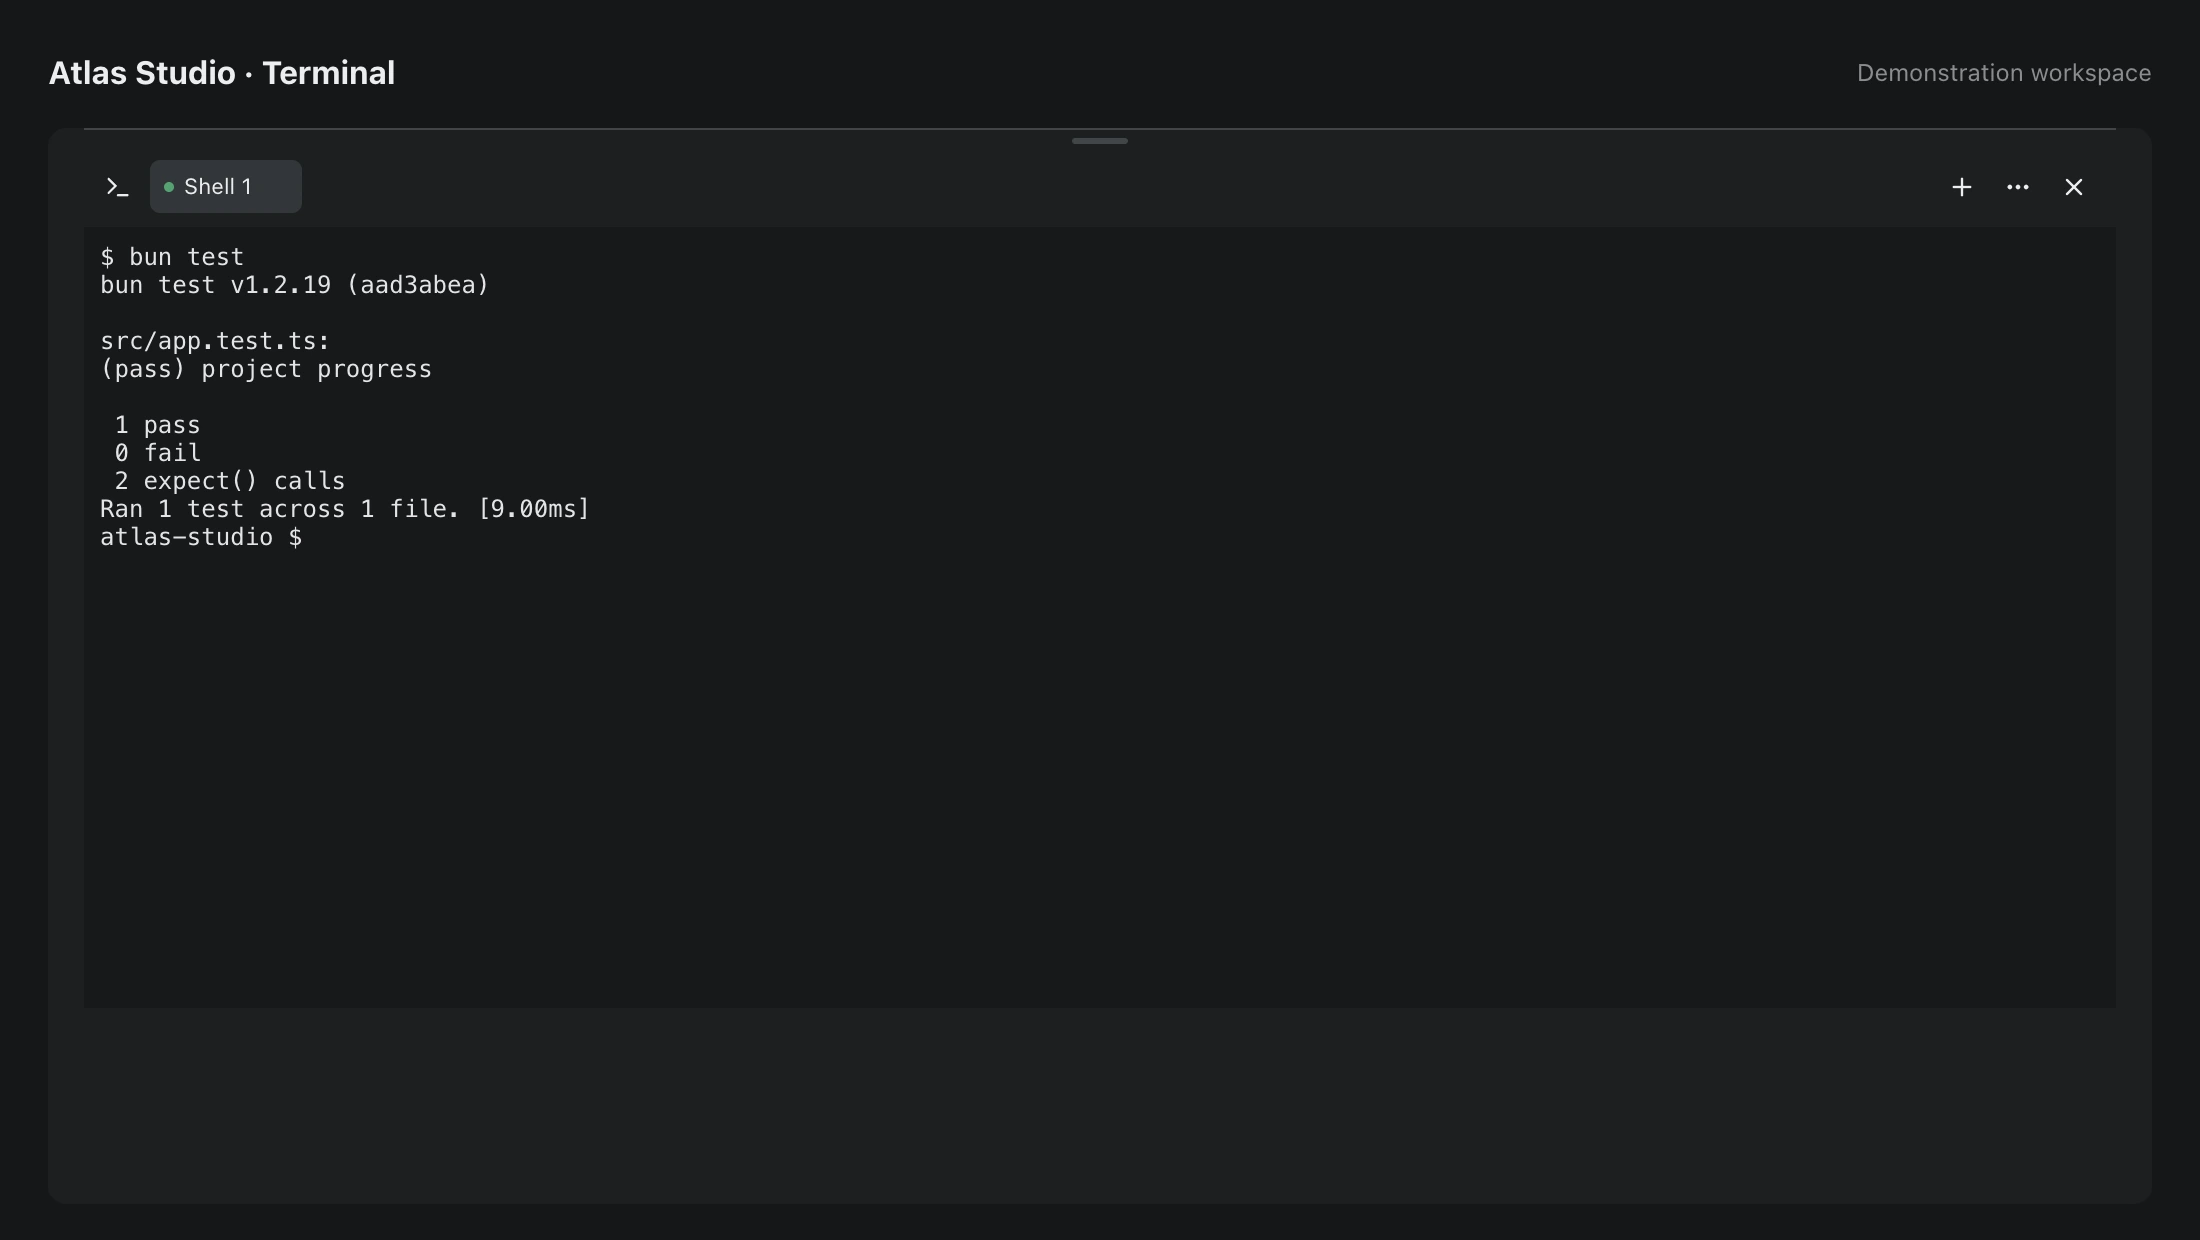 Atlas Studio · Terminal
Demonstration workspace
Shell 1
$ bun test
bun test v1.2.19 (aad3abea)
src/app.test.ts:
(pass) project progress
1 pass
0 fail
2 expect() calls
Ran 1 test across 1 file. [9.00ms]
atlas-studio $